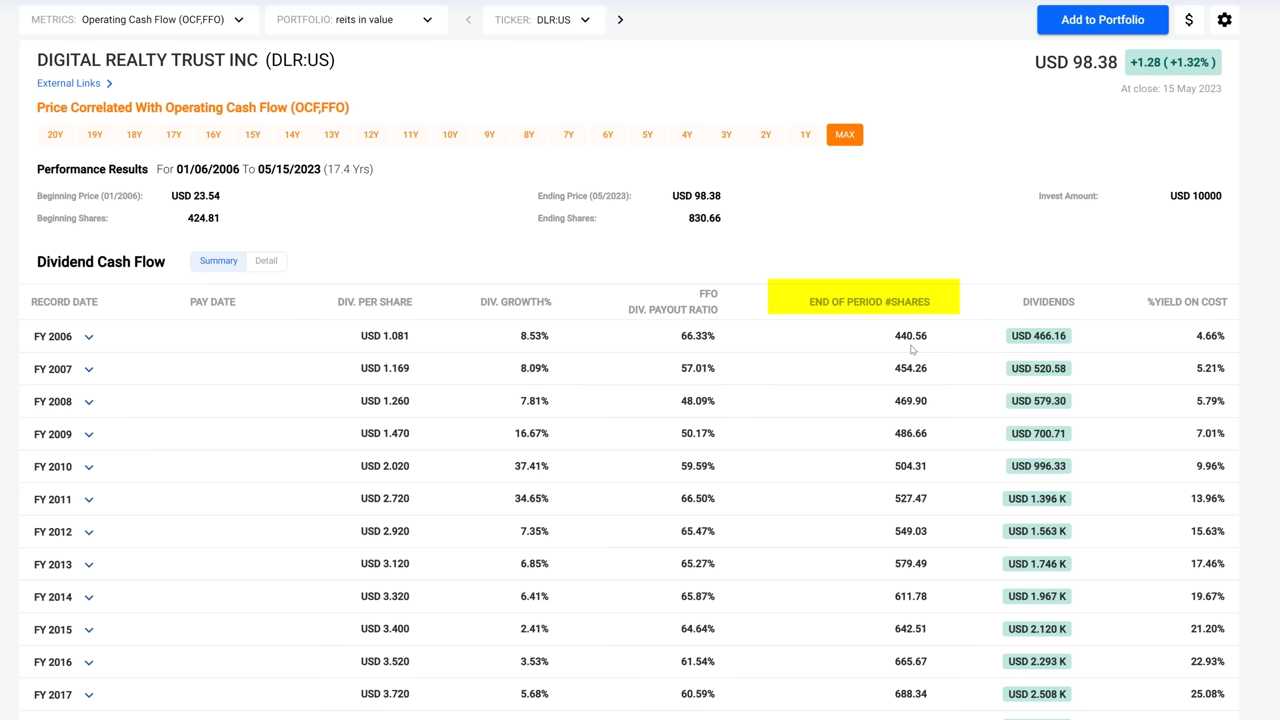 METRICS: Operating Cash Flow (OCF,FFO) PORTFOLIO: reits in value TICKER: DLR:US Add to Portfolio $
DIGITAL REALTY TRUST INC (DLR:US) USD 98.38 +1.28 ( +1.32% )
External Links At close: 15 May 2023
Price Correlated With Operating Cash Flow (OCF,FFO)
20Y 19Y 18Y 17Y 16Y 15Y 14Y 13Y 12Y 11Y 10Y 9Y 8Y 7Y 6Y 5Y 4Y 3Y 2Y 1Y MAX
Performance Results For 01/06/2006 To 05/15/2023 (17.4 Yrs)
Beginning Price (01/2006): USD 23.54 Ending Price (05/2023): USD 98.38 Invest Amount: USD 10000
Beginning Shares: 424.81 Ending Shares: 830.66
Dividend Cash Flow Summary Detail
RECORD DATE PAY DATE DIV. PER SHARE DIV. GROWTH% FFO DIV. PAYOUT RATIO END OF PERIOD #SHARES DIVIDENDS %YIELD ON COST
FY 2006 USD 1.081 8.53% 66.33% 440.56 USD 466.16 4.66%
FY 2007 USD 1.169 8.09% 57.01% 454.26 USD 520.58 5.21%
FY 2008 USD 1.260 7.81% 48.09% 469.90 USD 579.30 5.79%
FY 2009 USD 1.470 16.67% 50.17% 486.66 USD 700.71 7.01%
FY 2010 USD 2.020 37.41% 59.59% 504.31 USD 996.33 9.96%
FY 2011 USD 2.720 34.65% 66.50% 527.47 USD 1.396 K 13.96%
FY 2012 USD 2.920 7.35% 65.47% 549.03 USD 1.563 K 15.63%
FY 2013 USD 3.120 6.85% 65.27% 579.49 USD 1.746 K 17.46%
FY 2014 USD 3.320 6.41% 65.87% 611.78 USD 1.967 K 19.67%
FY 2015 USD 3.400 2.41% 64.64% 642.51 USD 2.120 K 21.20%
FY 2016 USD 3.520 3.53% 61.54% 665.67 USD 2.293 K 22.93%
FY 2017 USD 3.720 5.68% 60.59% 688.34 USD 2.508 K 25.08%